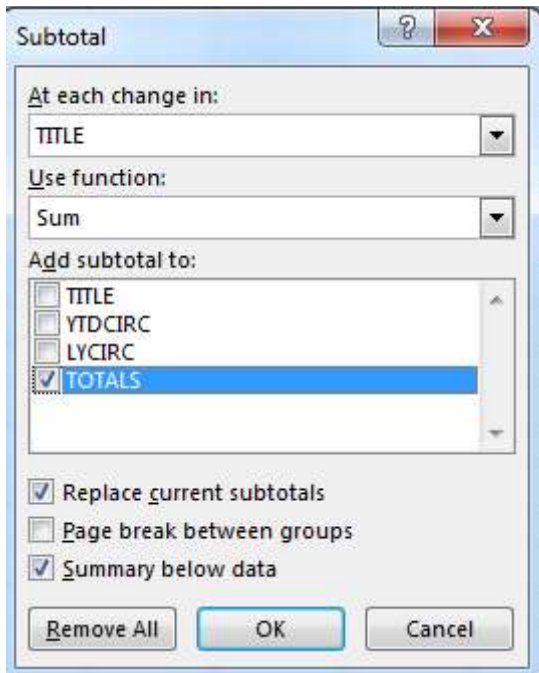 Subtotal
At each change in:
TITLE
Use function:
Sum
Add subtotal to:
TITLE
YTDCIRC
LYCIRC
TOTALS
Replace current subtotals
Page break between groups
Summary below data
Remove All OK Cancel